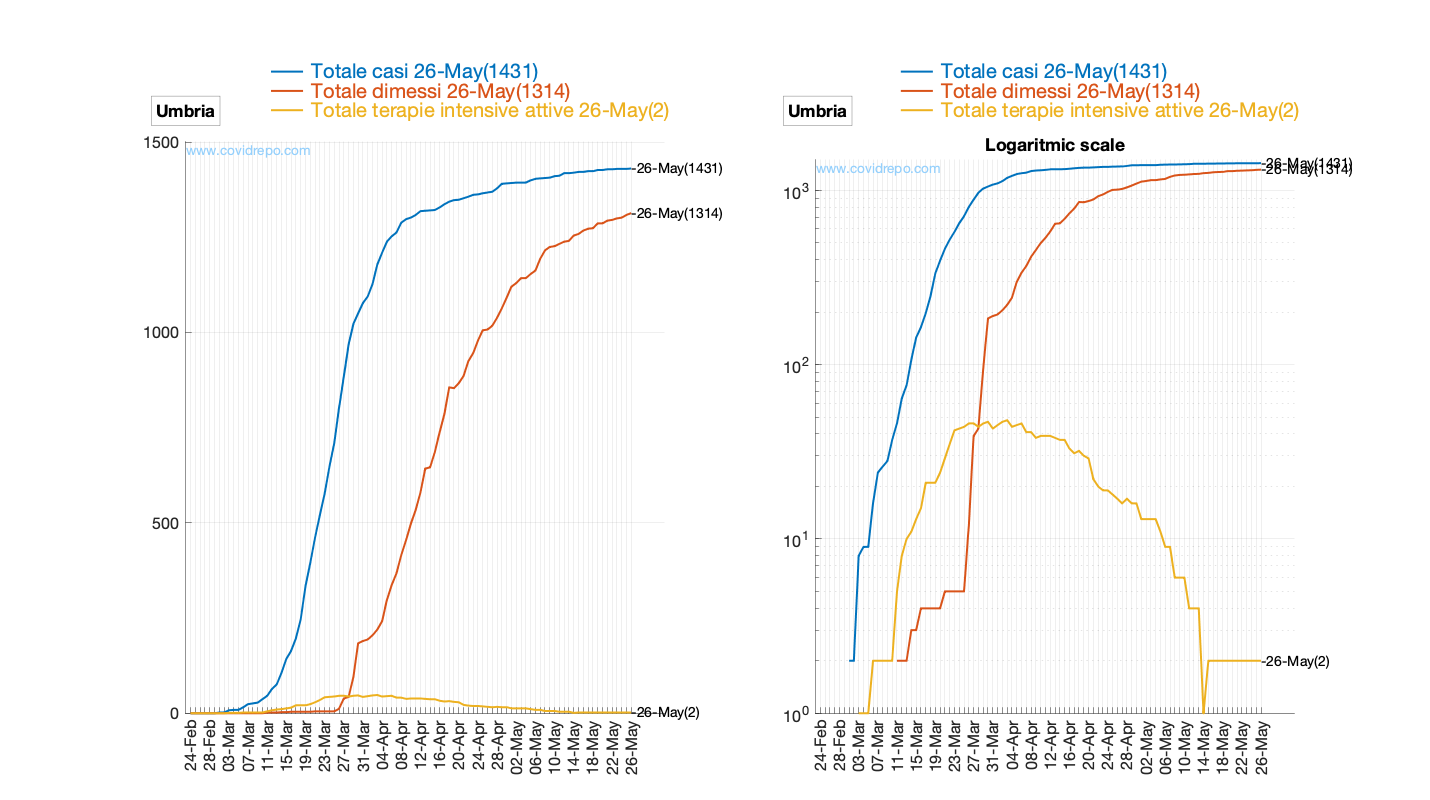 Totale casi 26-May(1431)
Totale dimessi 26-May(1314)
Totale terapie intensive attive 26-May(2)
Umbria
www.covidrepo.com
1500
1000
500
0
26-May(1431)
26-May(1314)
26-May(2)
24-Feb
28-Feb
03-Mar
07-Mar
11-Mar
15-Mar
19-Mar
23-Mar
27-Mar
31-Mar
04-Apr
08-Apr
12-Apr
16-Apr
20-Apr
24-Apr
28-Apr
02-May
06-May
10-May
14-May
18-May
22-May
26-May
Totale casi 26-May(1431)
Totale dimessi 26-May(1314)
Totale terapie intensive attive 26-May(2)
Umbria
Logaritmic scale
www.covidrepo.com
10³
10²
10¹
10⁰
26-May(1431)
26-May(1314)
26-May(2)
24-Feb
28-Feb
03-Mar
07-Mar
11-Mar
15-Mar
19-Mar
23-Mar
27-Mar
31-Mar
04-Apr
08-Apr
12-Apr
16-Apr
20-Apr
24-Apr
28-Apr
02-May
06-May
10-May
14-May
18-May
22-May
26-May